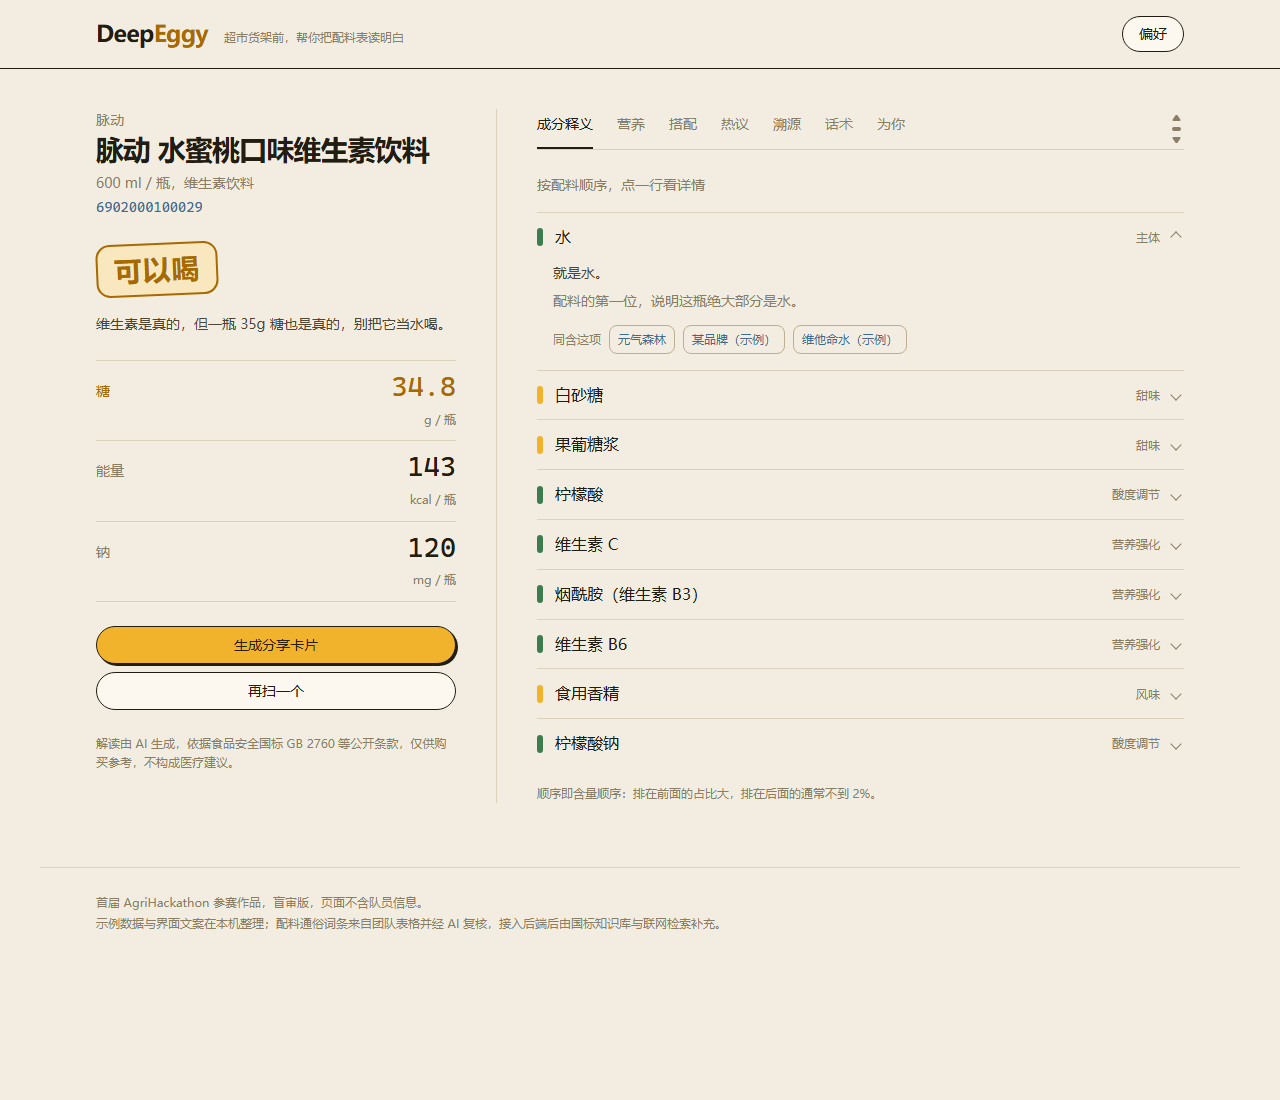 DeepEggy 超市货架前，帮你把配料表读明白
偏好
脉动
脉动 水蜜桃口味维生素饮料
600 ml / 瓶，维生素饮料
6902000100029
可以喝
维生素是真的，但一瓶 35g 糖也是真的，别把它当水喝。
糖 34.8
g / 瓶
能量 143
kcal / 瓶
钠 120
mg / 瓶
生成分享卡片
再扫一个
解读由 AI 生成，依据食品安全国标 GB 2760 等公开条款，仅供购
买参考，不构成医疗建议。
成分释义 营养 搭配 热议 溯源 话术 为你
按配料顺序，点一行看详情
水 主体
就是水。
配料的第一位，说明这瓶绝大部分是水。
同含这项 元气森林 某品牌（示例） 维他命水（示例）
白砂糖 甜味
果葡糖浆 甜味
柠檬酸 酸度调节
维生素 C 营养强化
烟酰胺（维生素 B3） 营养强化
维生素 B6 营养强化
食用香精 风味
柠檬酸钠 酸度调节
顺序即含量顺序：排在前面的占比大，排在后面的通常不到 2%。
首届 AgriHackathon 参赛作品，盲审版，页面不含队员信息。
示例数据与界面文案在本机整理；配料通俗词条来自团队表格并经 AI 复核，接入后端后由国标知识库与联网检索补充。